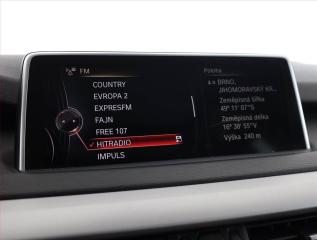 FM
COUNTRY
EVROPA 2
EXPRESFM
FAJN
FREE 107
✓ HITRADIO
IMPULS
Poloha
BRNO,
JIHOMORAVSKÝ KR...
Zeměpisná šířka
49° 11' 07"S
Zeměpisná délka
16° 38' 55"V
Výška 240 m